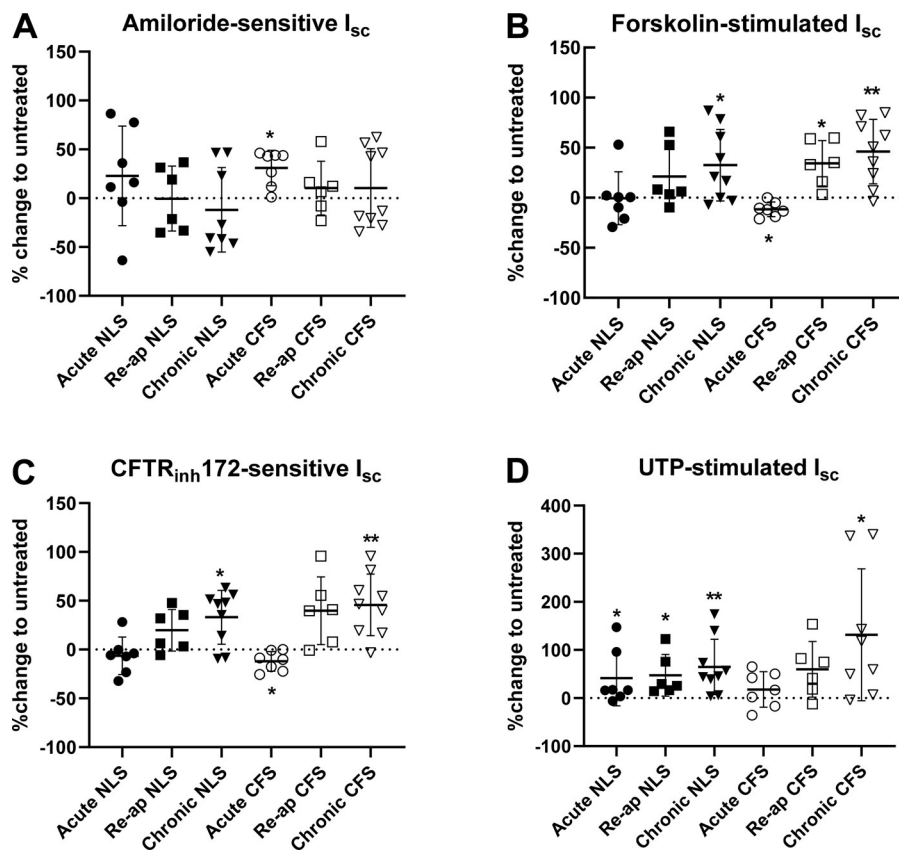 A
Amiloride-sensitive Isc
% change to untreated
150
100
50
0
-50
-100
*
Acute NLS
Re-ap NLS
Chronic NLS
Acute CFS
Re-ap CFS
Chronic CFS
B
Forskolin-stimulated Isc
%change to untreated
150
100
50
0
-50
-100
*
*
*
**
Acute NLS
Re-ap NLS
Chronic NLS
Acute CFS
Re-ap CFS
Chronic CFS
C
CFTRinh172-sensitive Isc
%change to untreated
150
100
50
0
-50
-100
*
*
**
Acute NLS
Re-ap NLS
Chronic NLS
Acute CFS
Re-ap CFS
Chronic CFS
D
UTP-stimulated Isc
%change to untreated
400
300
200
100
0
-100
*
*
**
*
Acute NLS
Re-ap NLS
Chronic NLS
Acute CFS
Re-ap CFS
Chronic CFS